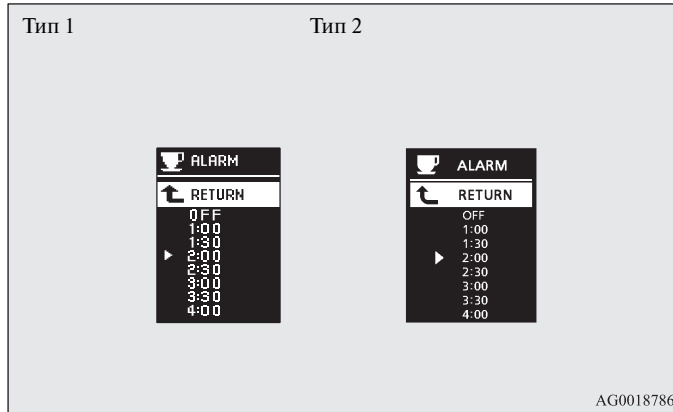 Тип 1
Тип 2
ALARM
RETURN
OFF
1:00
1:30
2:00
2:30
3:00
3:30
4:00
ALARM
RETURN
OFF
1:00
1:30
2:00
2:30
3:00
3:30
4:00
AG0018786